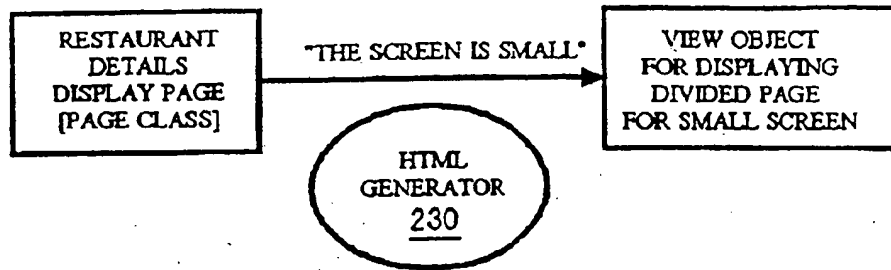 RESTAURANT
DETAILS
DISPLAY PAGE
[PAGE CLASS]
"THE SCREEN IS SMALL"
VIEW OBJECT
FOR DISPLAYING
DIVIDED PAGE
FOR SMALL SCREEN
HTML
GENERATOR
230